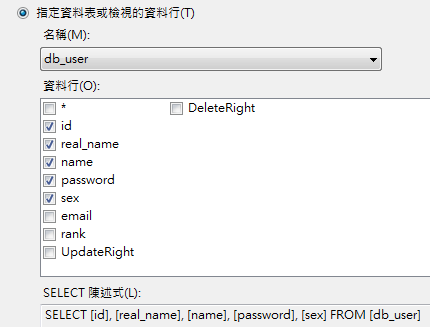 指定資料表或檢視的資料行(T)
名稱(M):
db_user
資料行(O):
*
DeleteRight
id
real_name
name
password
sex
email
rank
UpdateRight
SELECT 陳述式(L):
SELECT [id], [real_name], [name], [password], [sex] FROM [db_user]